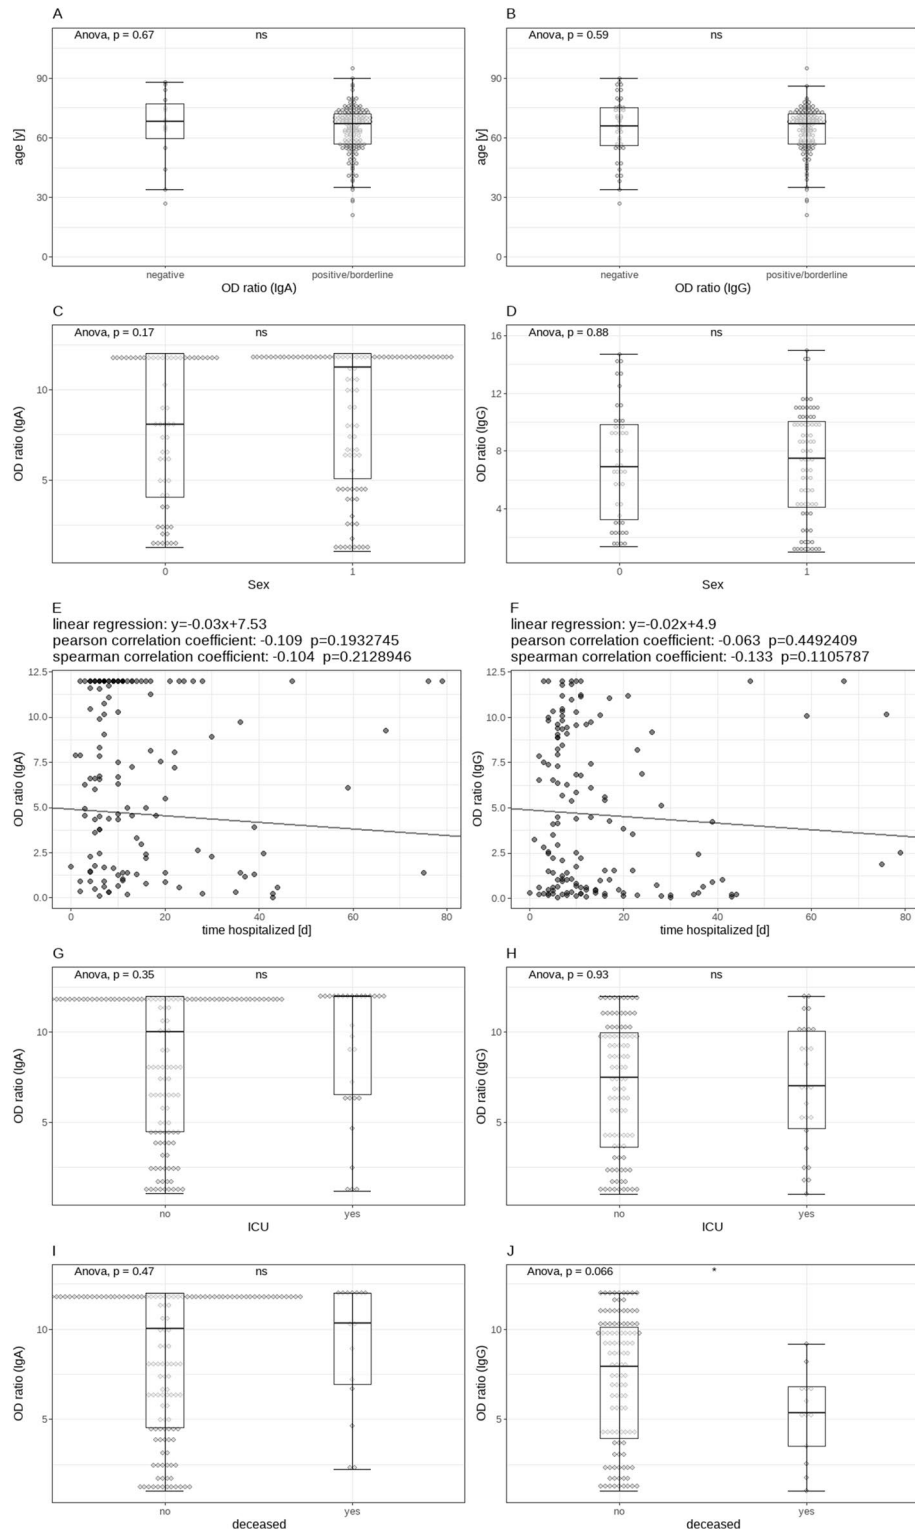 A
Anova, p = 0.67 ns
age [y]
90
60
30
0
negative positive/borderline
OD ratio (IgA)
B
Anova, p = 0.59 ns
age [y]
90
60
30
0
negative positive/borderline
OD ratio (IgG)
C
Anova, p = 0.17 ns
OD ratio (IgA)
10
5
0 1
Sex
D
Anova, p = 0.88 ns
OD ratio (IgG)
16
12
8
4
0 1
Sex
E
linear regression: y=-0.03x+7.53
pearson correlation coefficient: -0.109 p=0.1932745
spearman correlation coefficient: -0.104 p=0.2128946
OD ratio (IgA)
12.5
10.0
7.5
5.0
2.5
0.0
0 20 40 60 80
time hospitalized [d]
F
linear regression: y=-0.02x+4.9
pearson correlation coefficient: -0.063 p=0.4492409
spearman correlation coefficient: -0.133 p=0.1105787
OD ratio (IgG)
12.5
10.0
7.5
5.0
2.5
0.0
0 20 40 60 80
time hospitalized [d]
G
Anova, p = 0.35 ns
OD ratio (IgA)
10
5
no yes
ICU
H
Anova, p = 0.93 ns
OD ratio (IgG)
10
5
no yes
ICU
I
Anova, p = 0.47 ns
OD ratio (IgA)
10
5
no yes
deceased
J
Anova, p = 0.066 *
OD ratio (IgG)
10
5
no yes
deceased